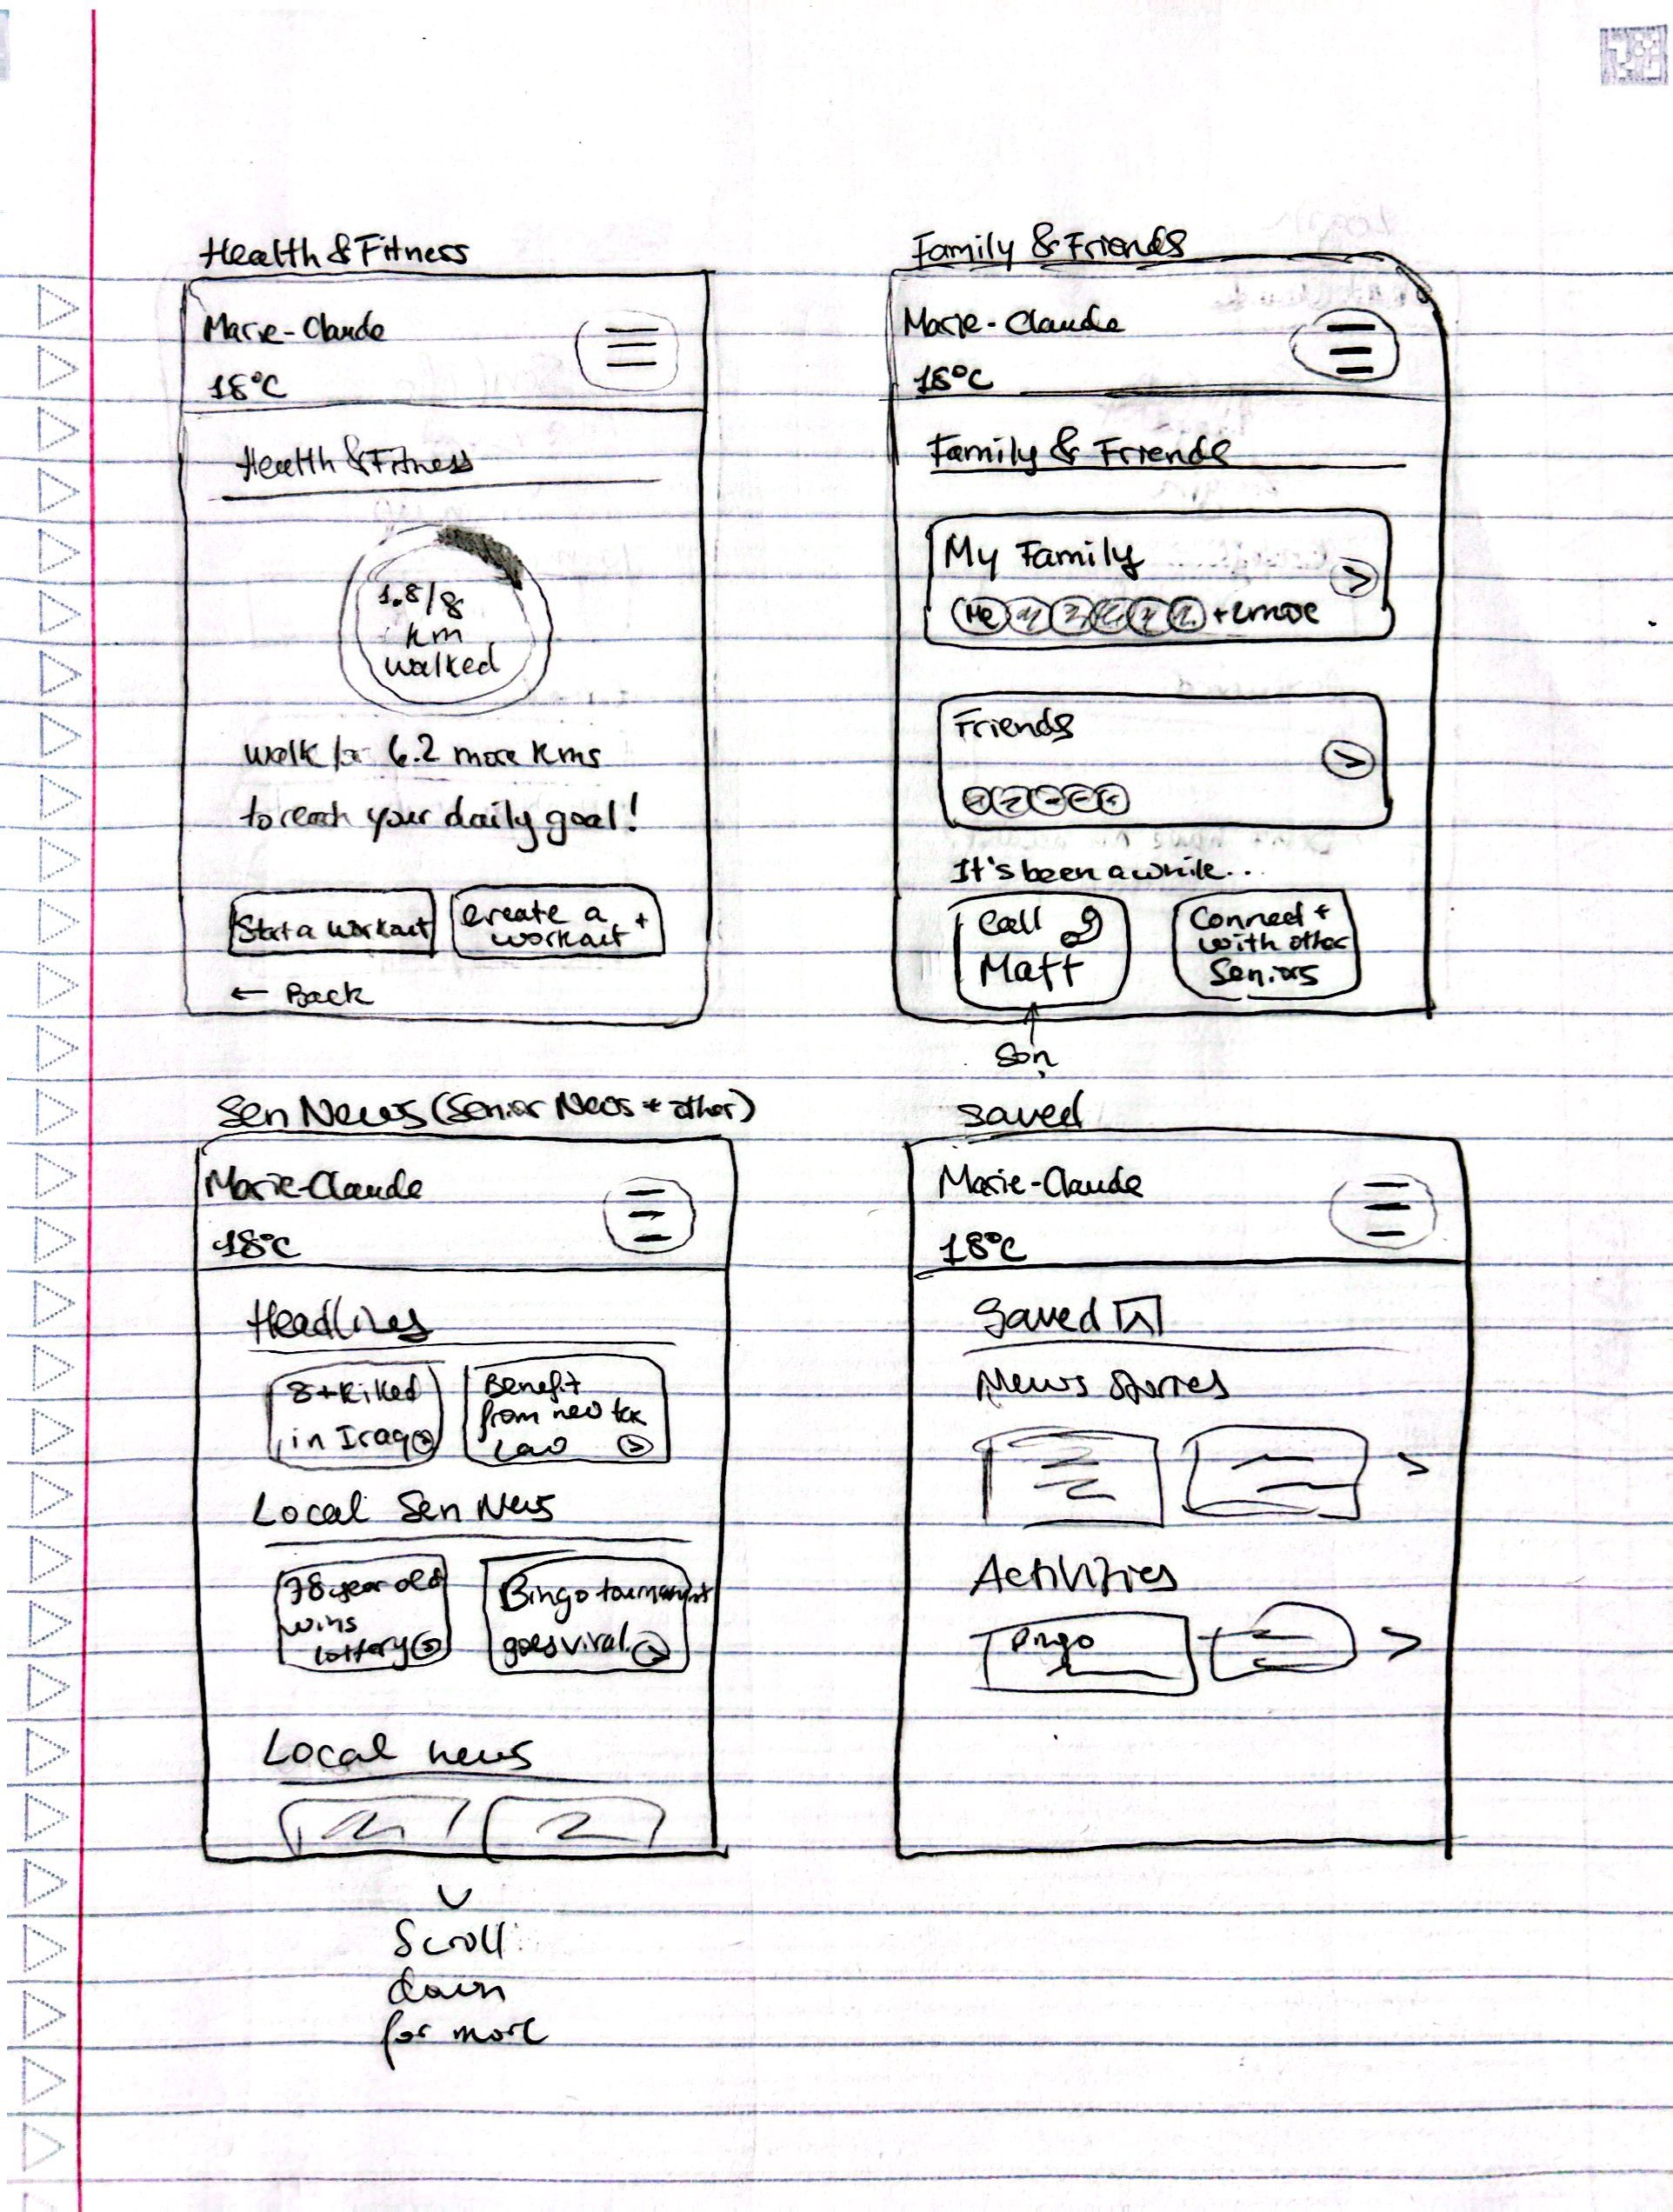 Health & Fitness
Marie-Claude
18°C
Health & Fitness
1.8/8
km
walked
walk for 6.2 more kms
to reach your daily goal!
Start a workout
Create a +
workout
← Back
Family & Friends
Marie-Claude
18°C
Family & Friends
My Family
>
Me
more
Friends
>
It's been a while...
Call
Matt
Connect +
with other
Seniors
Son
Sen News (Senior News + other)
Marie-Claude
18°C
Headlines
8+ killed
in Iraq >
Benefit
from new tax
Law >
Local Sen News
78 year old
wins
lottery >
Bingo tournament
goes viral >
Local news
Scroll
down
for more
Saved
Marie-Claude
18°C
Saved
News Stories
>
Activities
>